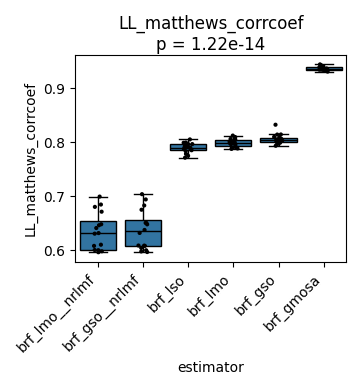 LL_matthews_corrcoef
p = 1.22e-14
LL_matthews_corrcoef
0.9
0.8
0.7
0.6
brf_lmo__nrlmf
brf_gso__nrlmf
brf_lso
brf_lmo
brf_gso
brf_gmosa
estimator